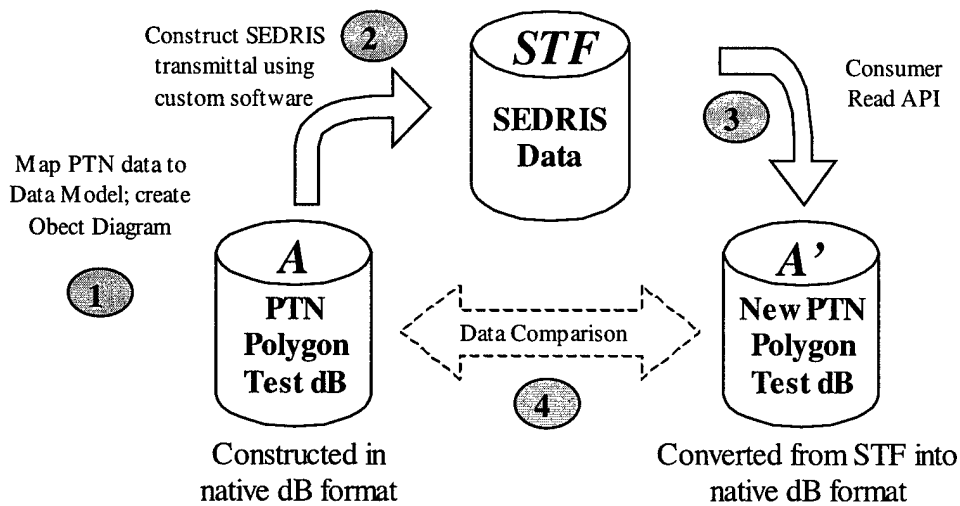 Construct SEDRIS
transmittal using
custom software
2
STF
SEDRIS
Data
3
Consumer
Read API
Map PTN data to
Data Model; create
Obect Diagram
1
A
PTN
Polygon
Test dB
Data Comparison
4
A’
New PTN
Polygon
Test dB
Constructed in
native dB format
Converted from STF into
native dB format